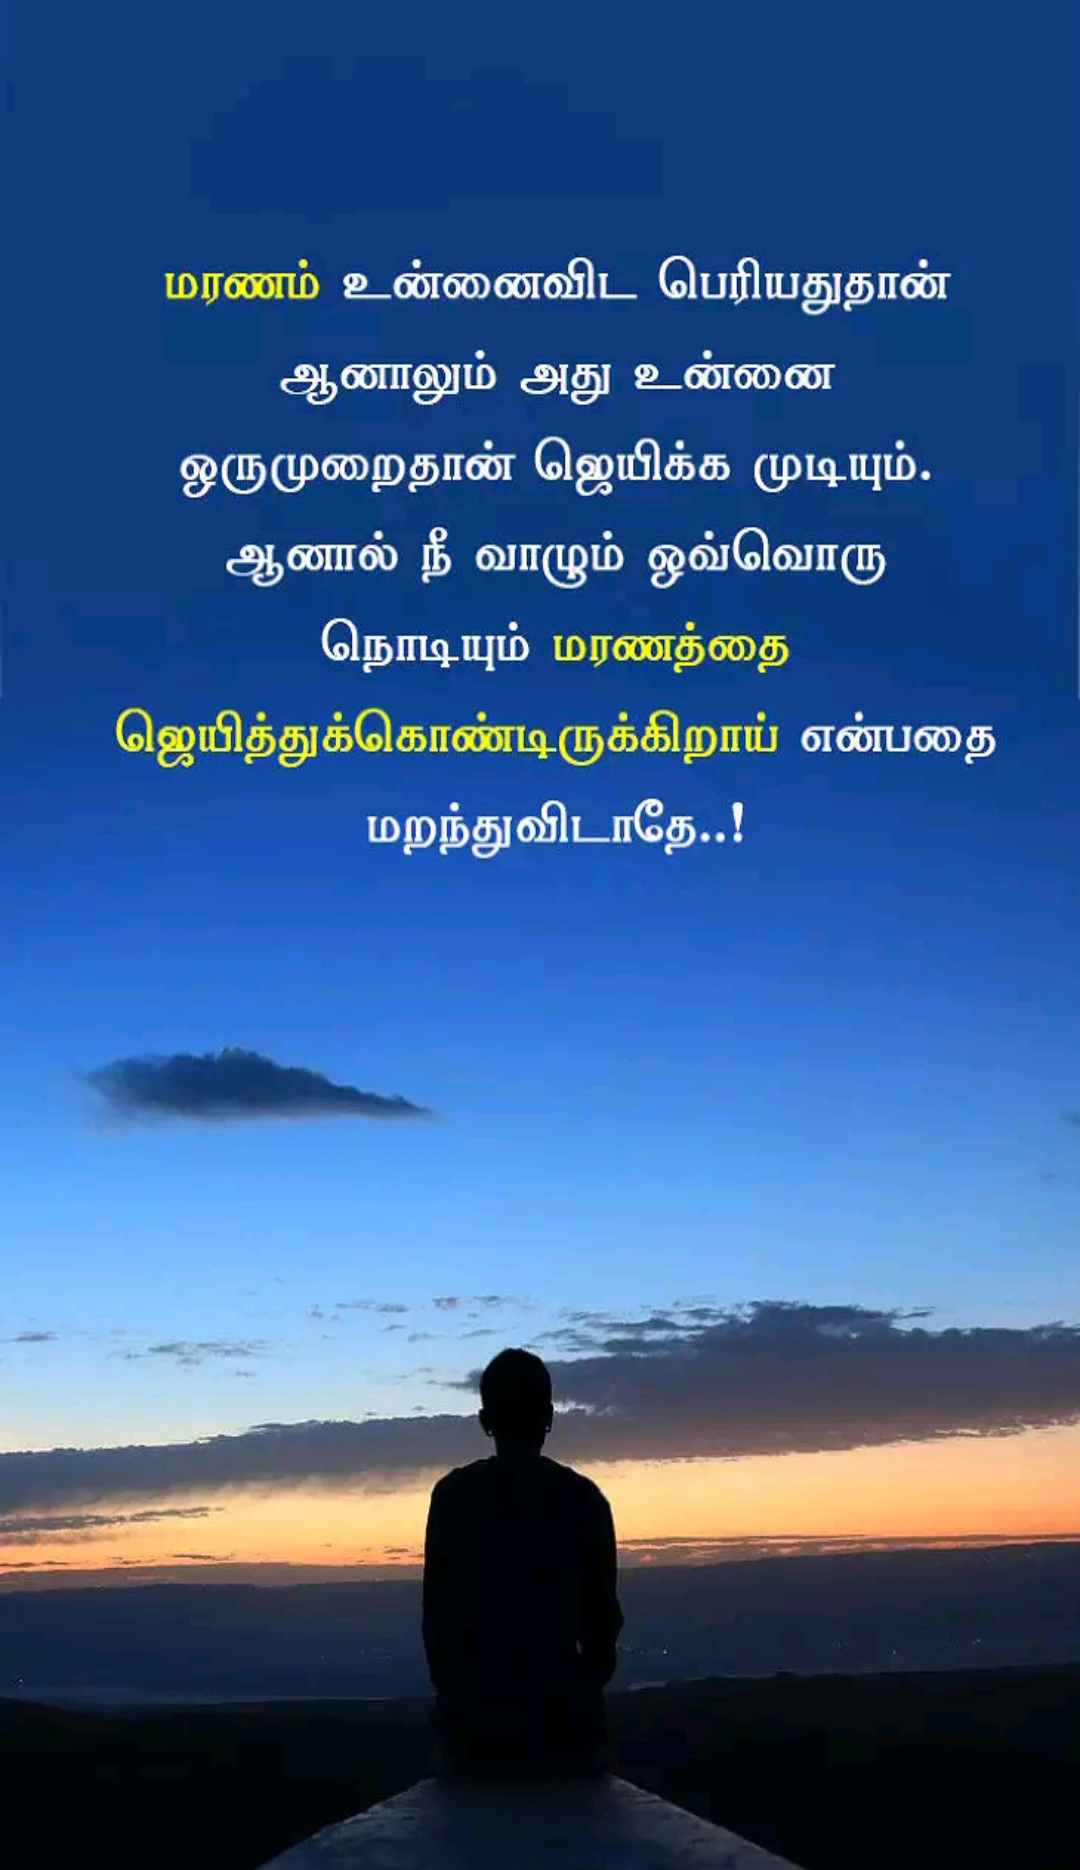 மரணம் உன்னைவிட பெரியதுதான்
ஆனாலும் அது உன்னை
ஒருமுறைதான் ஜெயிக்க முடியும்.
ஆனால் நீ வாழும் ஒவ்வொரு
நொடியும் மரணத்தை
ஜெயித்துக்கொண்டிருக்கிறாய் என்பதை
மறந்துவிடாதே..!